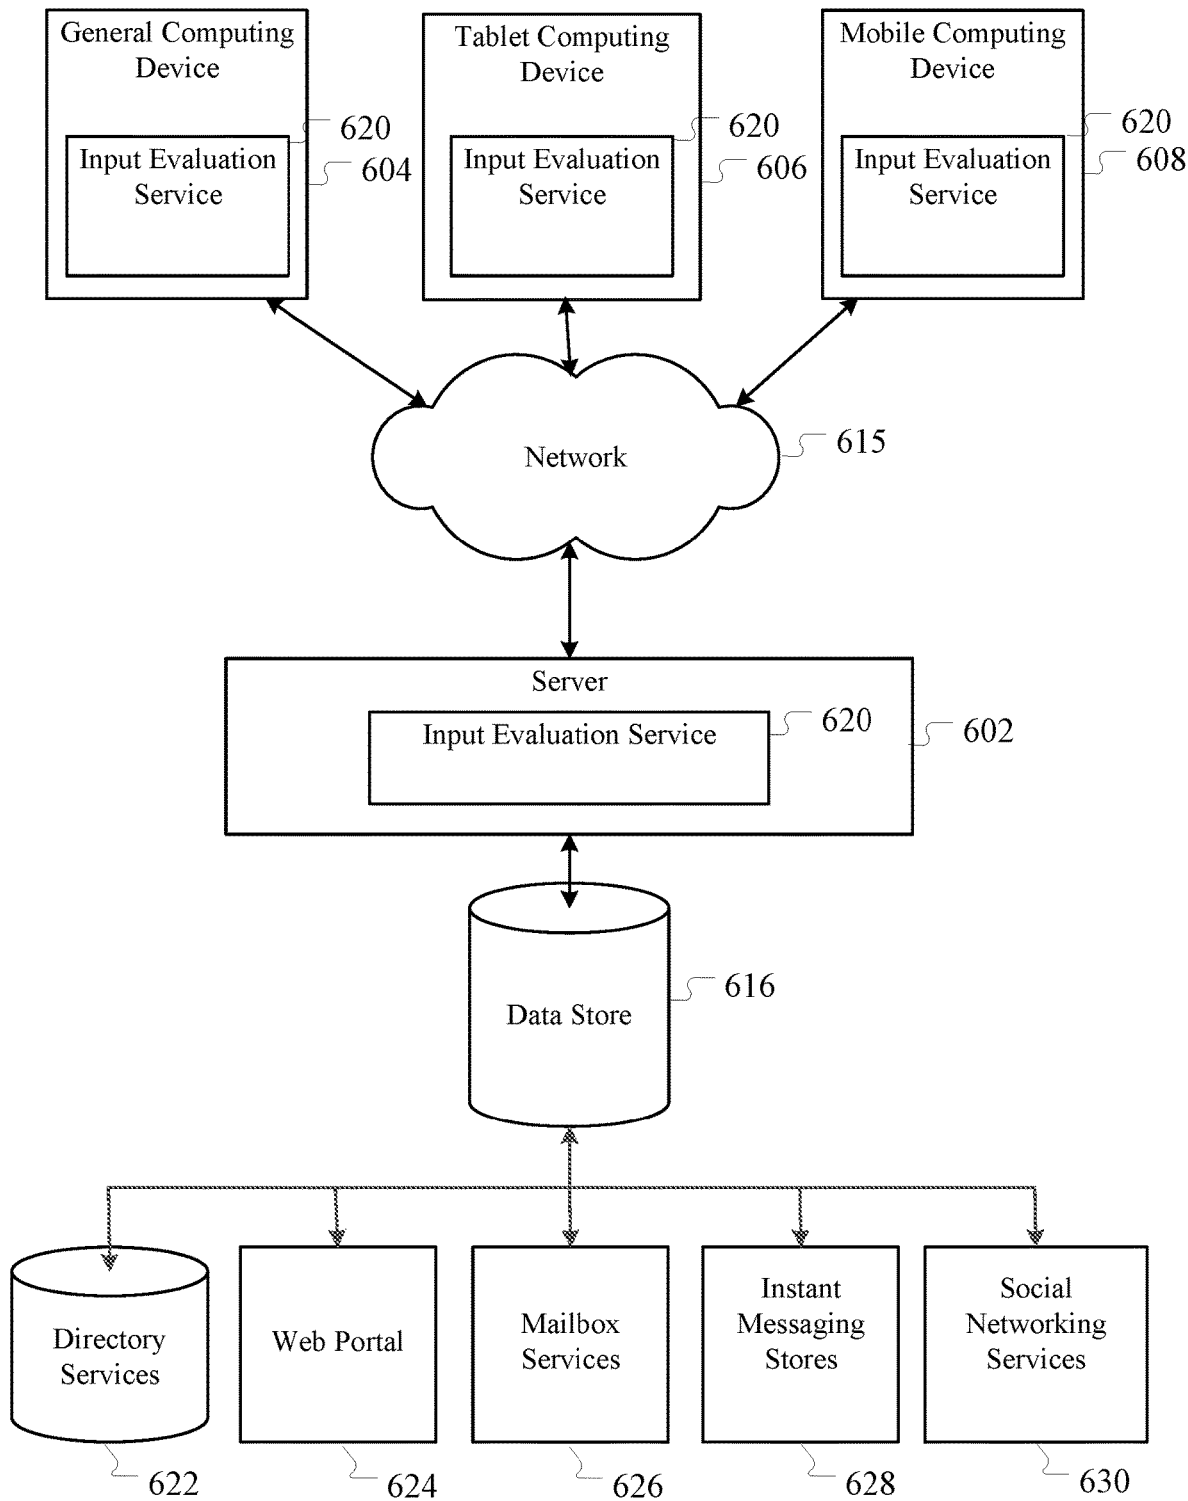 General Computing
Device
Tablet Computing
Device
Mobile Computing
Device
620
620
620
Input Evaluation
Service
604
Input Evaluation
Service
606
Input Evaluation
Service
608
Network
615
Server
Input Evaluation Service
620
602
Data Store
616
Directory
Services
Web Portal
Mailbox
Services
Instant
Messaging
Stores
Social
Networking
Services
622
624
626
628
630